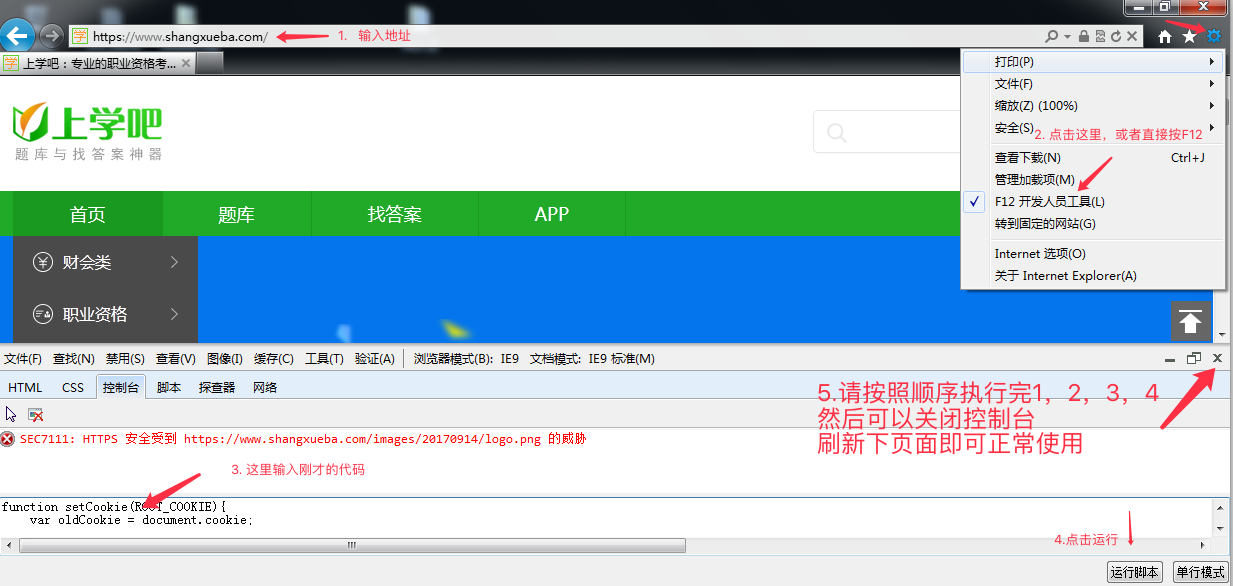 学 https://www.shangxueba.com/
1. 输入地址
学 上学吧：专业的职业资格考...
上学吧
题库与找答案神器
首页 题库 找答案 APP
财会类
职业资格
打印(P)
文件(F)
缩放(Z) (100%)
安全(S)
2. 点击这里，或者直接按F12
查看下载(N) Ctrl+J
管理加载项(M)
F12 开发人员工具(L)
转到固定的网站(G)
Internet 选项(O)
关于 Internet Explorer(A)
文件(F) 查找(N) 禁用(S) 查看(V) 图像(I) 缓存(C) 工具(T) 验证(A) 浏览器模式(B): IE9 文档模式: IE9 标准(M)
HTML CSS 控制台 脚本 探查器 网络
5.请按照顺序执行完1，2，3，4
然后可以关闭控制台
刷新下页面即可正常使用
SEC7111: HTTPS 安全受到 https://www.shangxueba.com/images/20170914/logo.png 的威胁
3. 这里输入刚才的代码
function setCookie(ROOT_COOKIE){
var oldCookie = document.cookie;
4.点击运行
运行脚本 单行模式